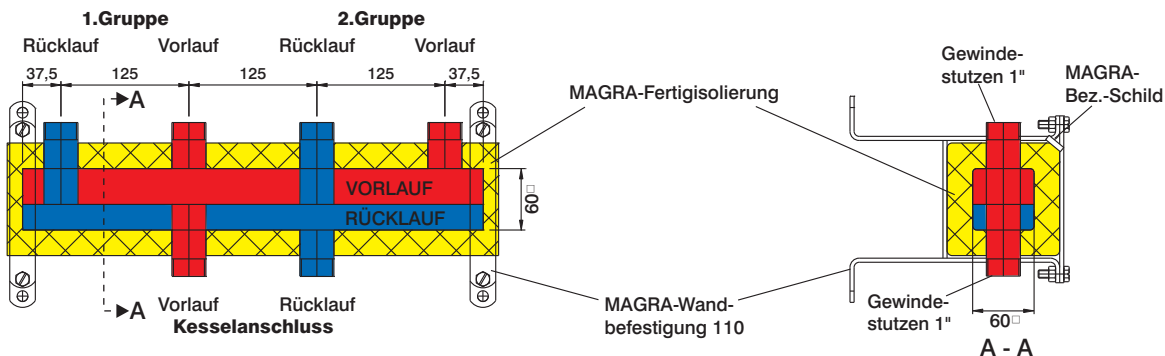 1.Gruppe
2.Gruppe
Rücklauf
Vorlauf
Rücklauf
Vorlauf
37,5
125
125
125
37,5
A
VORLAUF
RÜCKLAUF
60□
A
Vorlauf
Rücklauf
Kesselanschluss
MAGRA-Fertigisolierung
MAGRA-Wand-
befestigung 110
Gewinde-
stutzen 1"
MAGRA-
Bez.-Schild
Gewinde-
stutzen 1"
60□
A - A